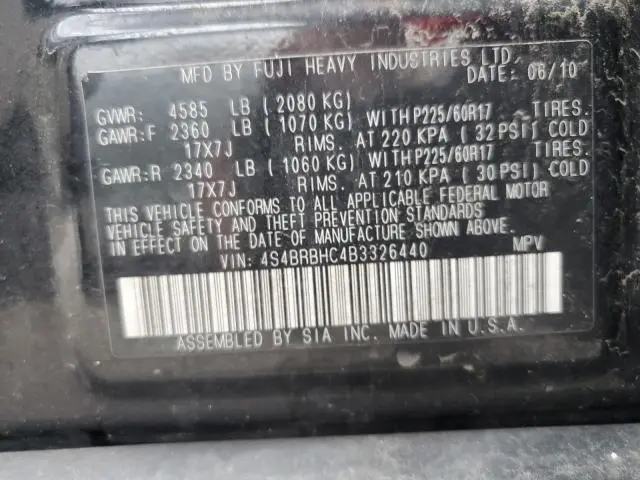 MFD BY FUJI HEAVY INDUSTRIES LTD.
DATE: 06/10
GVWR: 4585 LB (2080 KG)
GAWR:F 2360 LB (1070 KG) WITH P225/60R17 TIRES.
17X7J RIMS. AT 220 KPA (32 PSI) COLD
GAWR:R 2340 LB (1060 KG) WITH P225/60R17 TIRES.
17X7J RIMS. AT 210 KPA (30 PSI) COLD
THIS VEHICLE CONFORMS TO ALL APPLICABLE FEDERAL MOTOR
VEHICLE SAFETY AND THEFT PREVENTION STANDARDS
IN EFFECT ON THE DATE OF MANUFACTURE SHOWN ABOVE.
VIN: 4S4BRBHC4B3326440 MPV
ASSEMBLED BY SIA INC. MADE IN U.S.A.